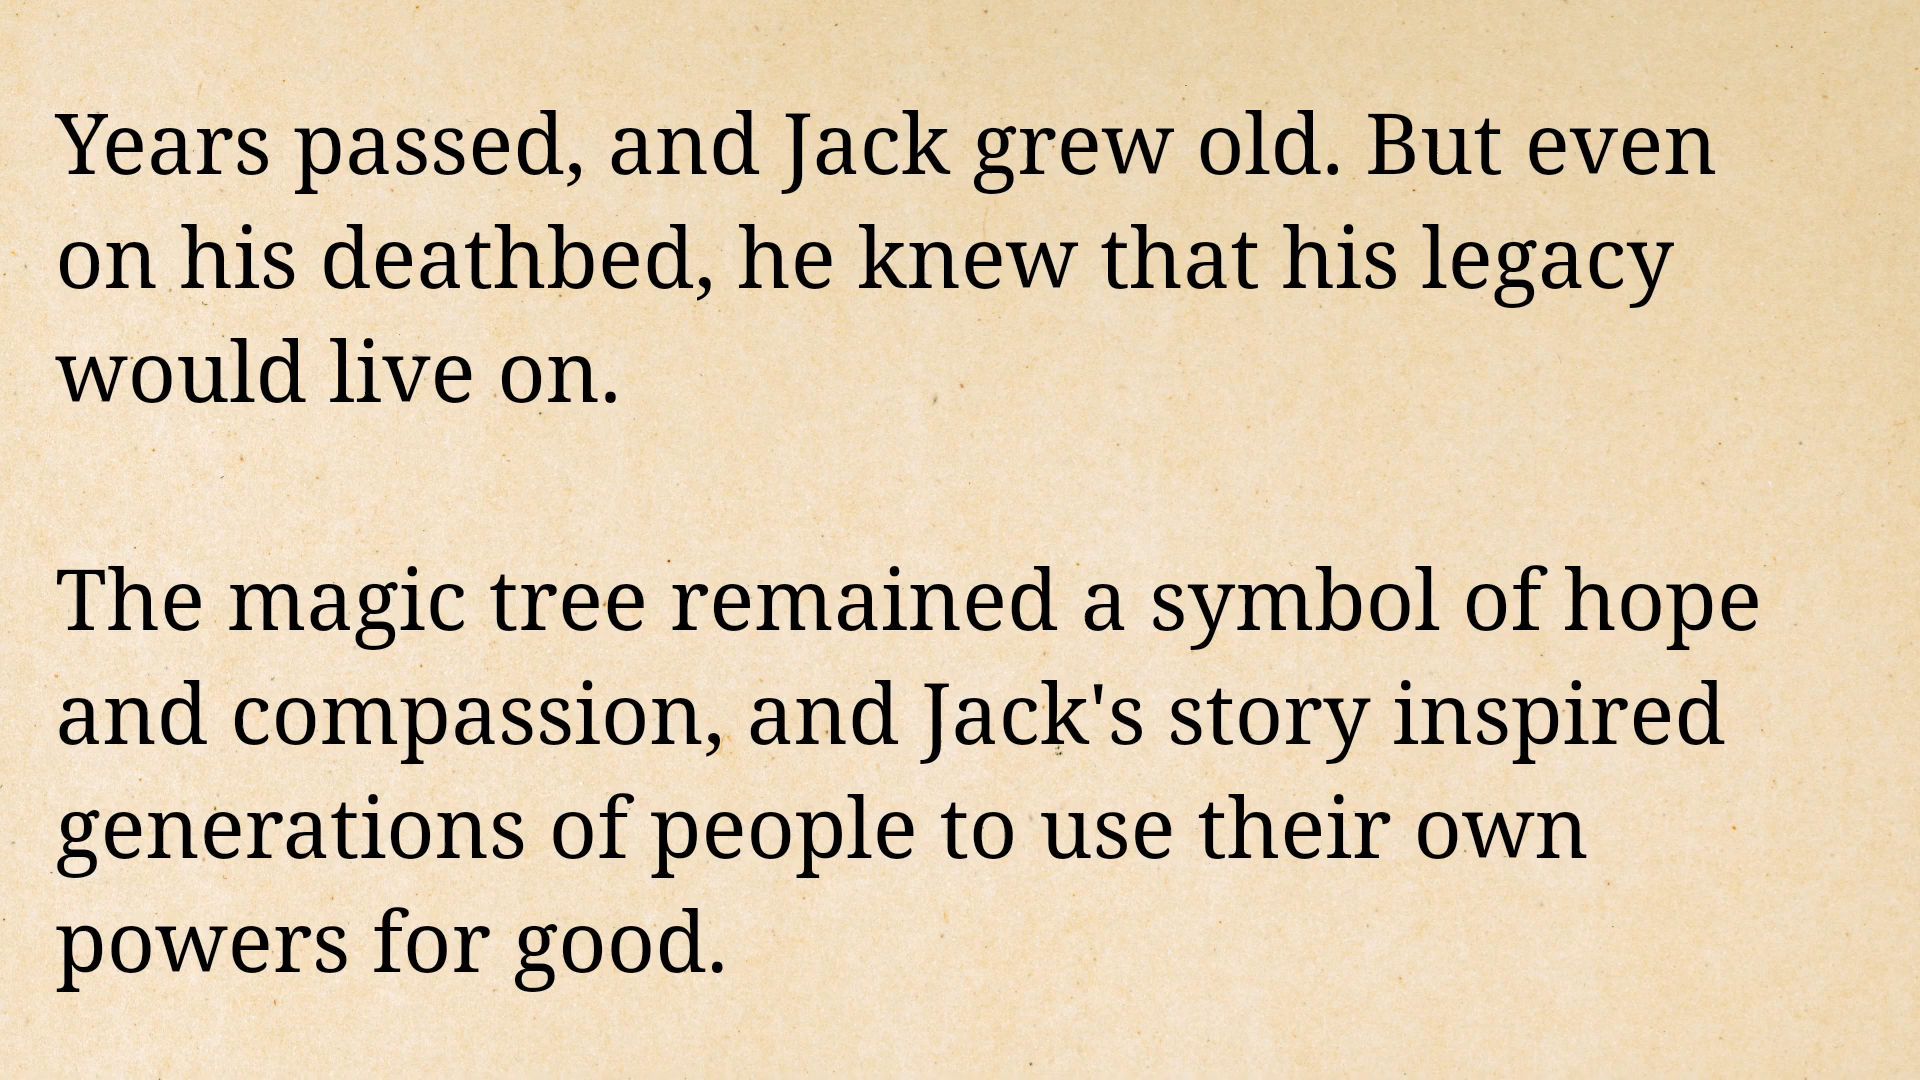 Years passed, and Jack grew old. But even
on his deathbed, he knew that his legacy
would live on.
The magic tree remained a symbol of hope
and compassion, and Jack's story inspired
generations of people to use their own
powers for good.